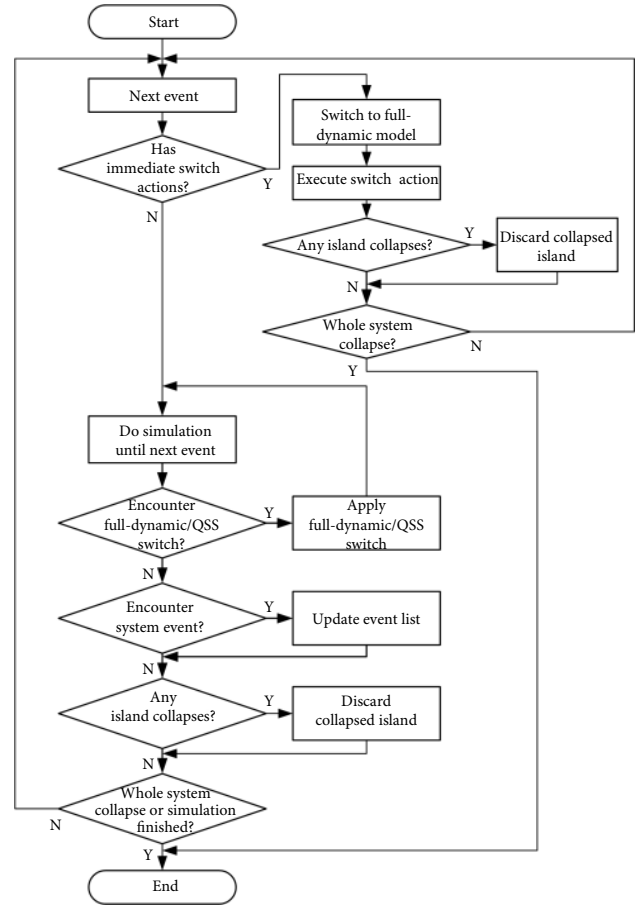 Start
Next event
Has
immediate switch
actions?
Y
N
Switch to full-
dynamic model
Execute switch action
Any island collapses?
Y
N
Discard collapsed
island
Whole system
collapse?
N
Y
Do simulation
until next event
Encounter
full-dynamic/QSS
switch?
Y
N
Apply
full-dynamic/QSS
switch
Encounter
system event?
Y
N
Update event list
Any
island collapses?
Y
N
Discard
collapsed island
Whole system
collapse or simulation
finished?
N
Y
End